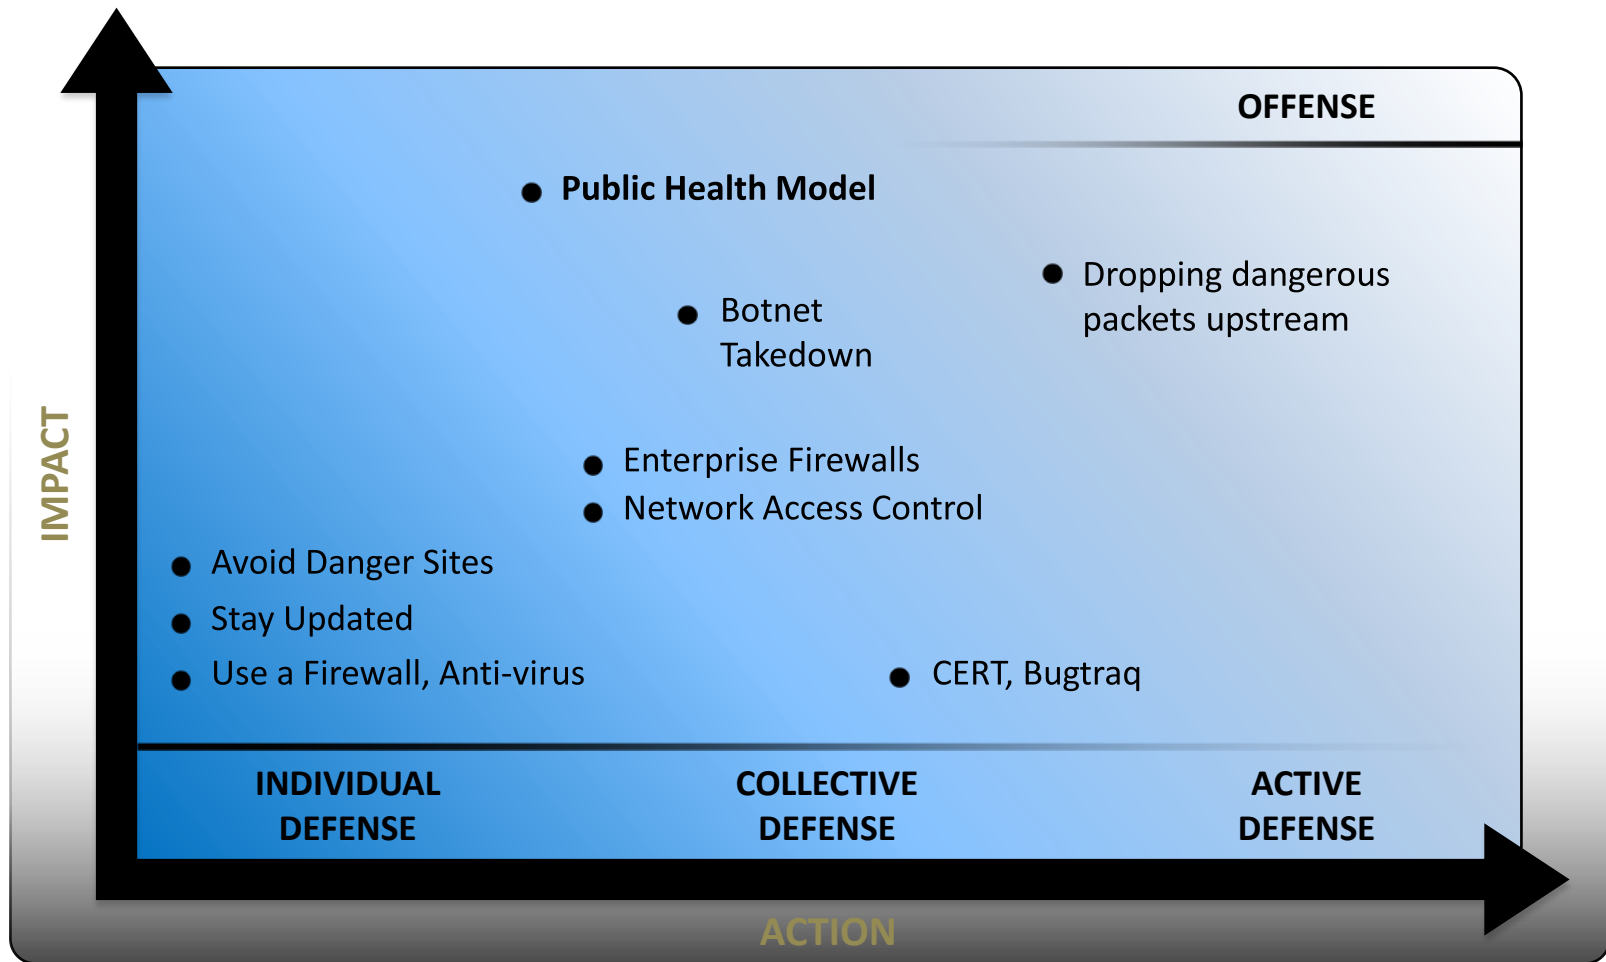 OFFENSE
Public Health Model
Dropping dangerous
packets upstream
Botnet
Takedown
IMPACT
Enterprise Firewalls
Network Access Control
Avoid Danger Sites
Stay Updated
Use a Firewall, Anti-virus
CERT, Bugtraq
INDIVIDUAL
DEFENSE
COLLECTIVE
DEFENSE
ACTIVE
DEFENSE
ACTION